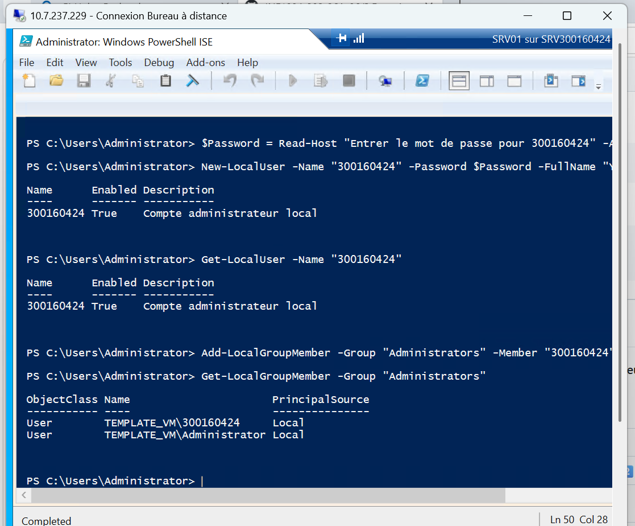 10.7.237.229 - Connexion Bureau à distance
Administrator: Windows PowerShell ISE
SRV01 sur SRV300160424
File Edit View Tools Debug Add-ons Help
PS C:\Users\Administrator> $Password = Read-Host "Entrer le mot de passe pour 300160424" -A
PS C:\Users\Administrator> New-LocalUser -Name "300160424" -Password $Password -FullName "Y
Name Enabled Description
---- ------- -----------
300160424 True Compte administrateur local
PS C:\Users\Administrator> Get-LocalUser -Name "300160424"
Name Enabled Description
---- ------- -----------
300160424 True Compte administrateur local
PS C:\Users\Administrator> Add-LocalGroupMember -Group "Administrators" -Member "300160424"
PS C:\Users\Administrator> Get-LocalGroupMember -Group "Administrators"
ObjectClass Name PrincipalSource
----------- ---- ---------------
User TEMPLATE_VM\300160424 Local
User TEMPLATE_VM\Administrator Local
PS C:\Users\Administrator>
Completed
Ln 50 Col 28